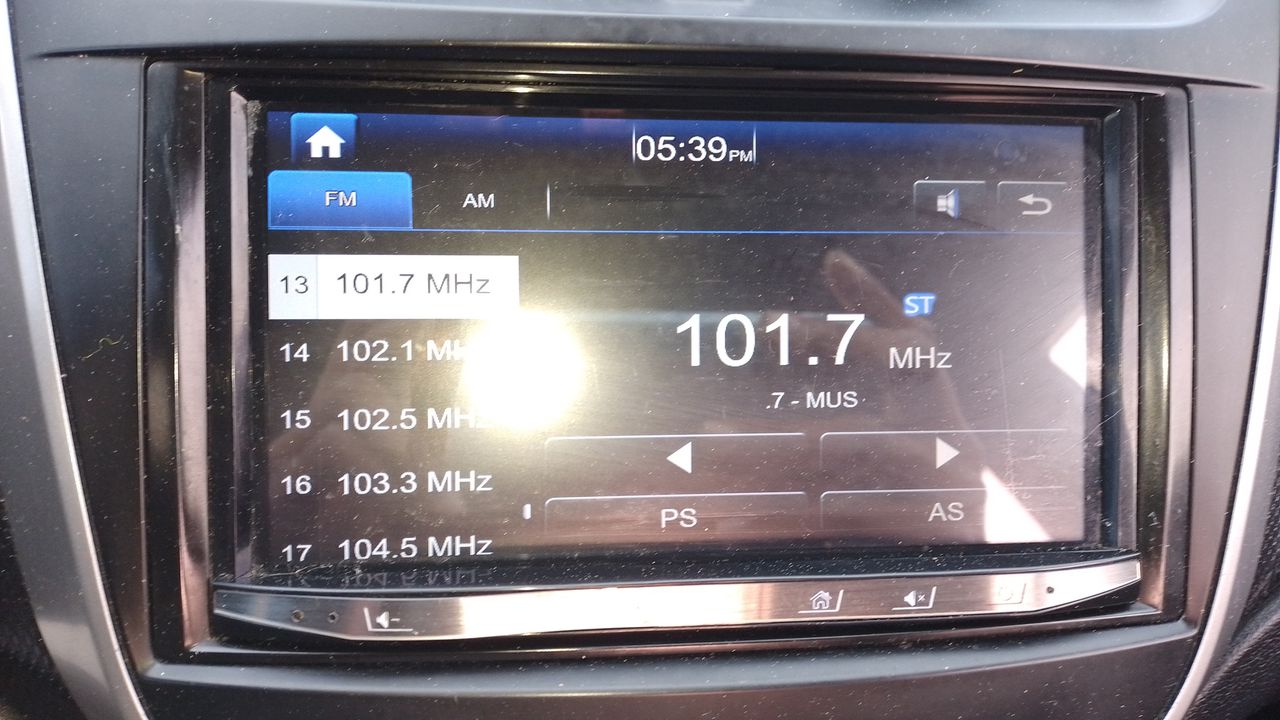 05:39PM
FM AM
13 101.7 MHz
14 102.1 MHz
15 102.5 MHz
16 103.3 MHz
17 104.5 MHz
ST
101.7 MHz
.7 - MUS
PS AS